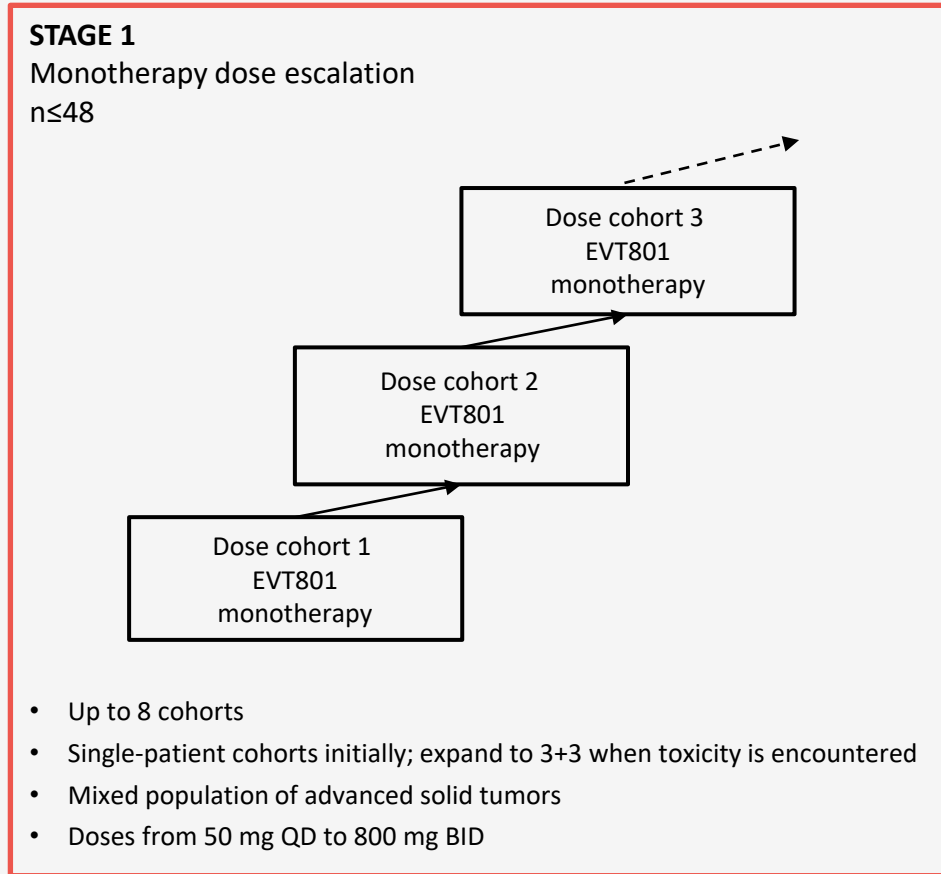 STAGE 1
Monotherapy dose escalation
n≤48
Dose cohort 3
EVT801
monotherapy
Dose cohort 2
EVT801
monotherapy
Dose cohort 1
EVT801
monotherapy
• Up to 8 cohorts
• Single-patient cohorts initially; expand to 3+3 when toxicity is encountered
• Mixed population of advanced solid tumors
• Doses from 50 mg QD to 800 mg BID